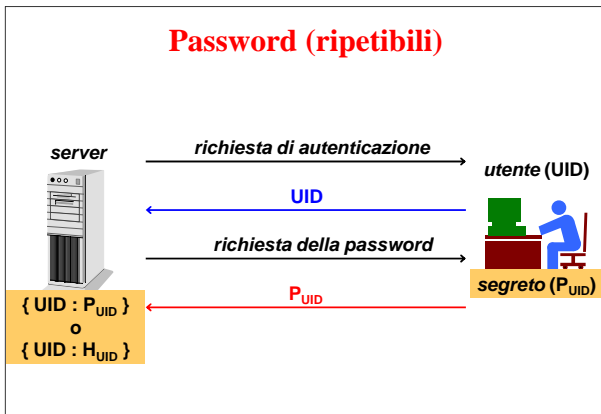 Password (ripetibili)
richiesta di autenticazione
server
utente (UID)
UID
richiesta della password
segreto (PUID)
PUID
{ UID : PUID }
o
{ UID : HUID }